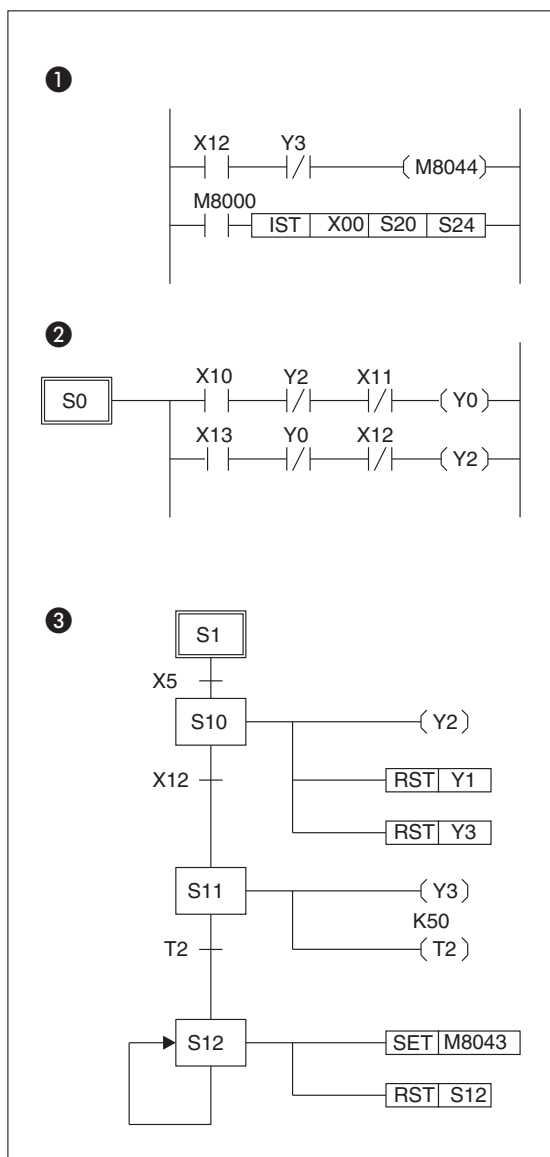 ❶
X12 Y3
M8044
M8000
IST X00 S20 S24
❷
S0
X10 Y2 X11
Y0
X13 Y0 X12
Y2
❸
S1
X5
S10 Y2
X12 RST Y1
RST Y3
S11 Y3
K50
T2 T2
S12 SET M8043
RST S12